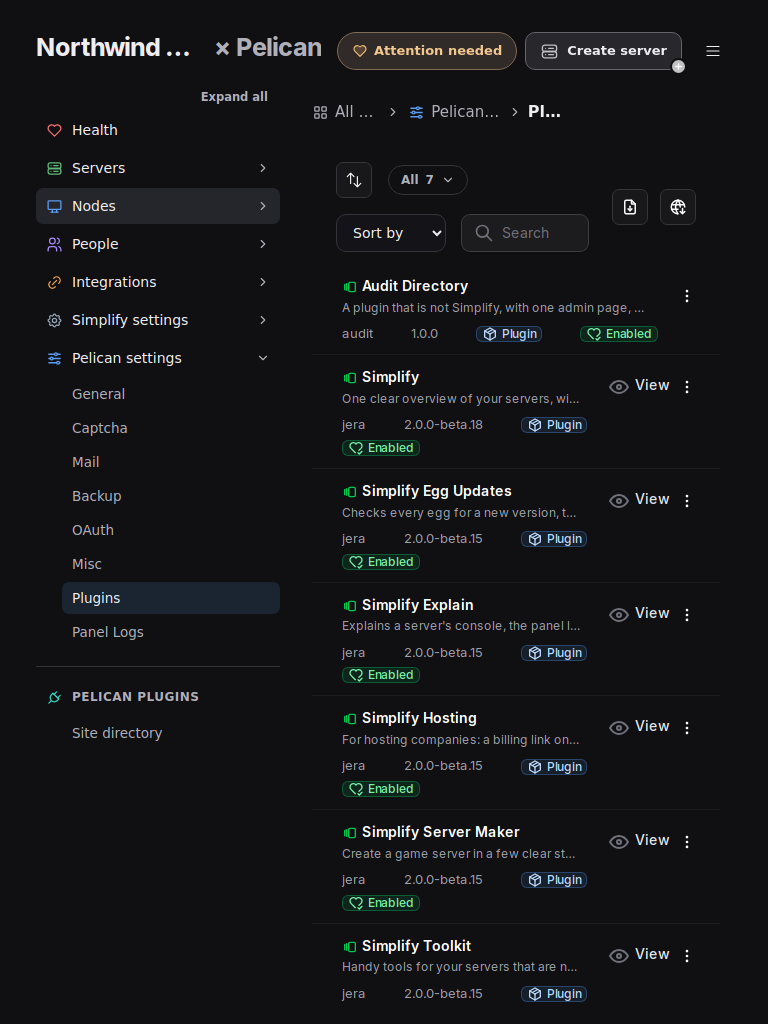 Northwind ... × Pelican
Attention needed
Create server
Expand all
Health
Servers
Nodes
People
Integrations
Simplify settings
Pelican settings
General
Captcha
Mail
Backup
OAuth
Misc
Plugins
Panel Logs
PELICAN PLUGINS
Site directory
All ... > Pelican... > Pl...
All 7
Sort by
Search
Audit Directory
A plugin that is not Simplify, with one admin page, ...
audit 1.0.0 Plugin Enabled
Simplify
One clear overview of your servers, wi...
View
jera 2.0.0-beta.18 Plugin
Enabled
Simplify Egg Updates
Checks every egg for a new version, t...
View
jera 2.0.0-beta.15 Plugin
Enabled
Simplify Explain
Explains a server's console, the panel l...
View
jera 2.0.0-beta.15 Plugin
Enabled
Simplify Hosting
For hosting companies: a billing link on...
View
jera 2.0.0-beta.15 Plugin
Enabled
Simplify Server Maker
Create a game server in a few clear st...
View
jera 2.0.0-beta.15 Plugin
Enabled
Simplify Toolkit
Handy tools for your servers that are n...
View
jera 2.0.0-beta.15 Plugin